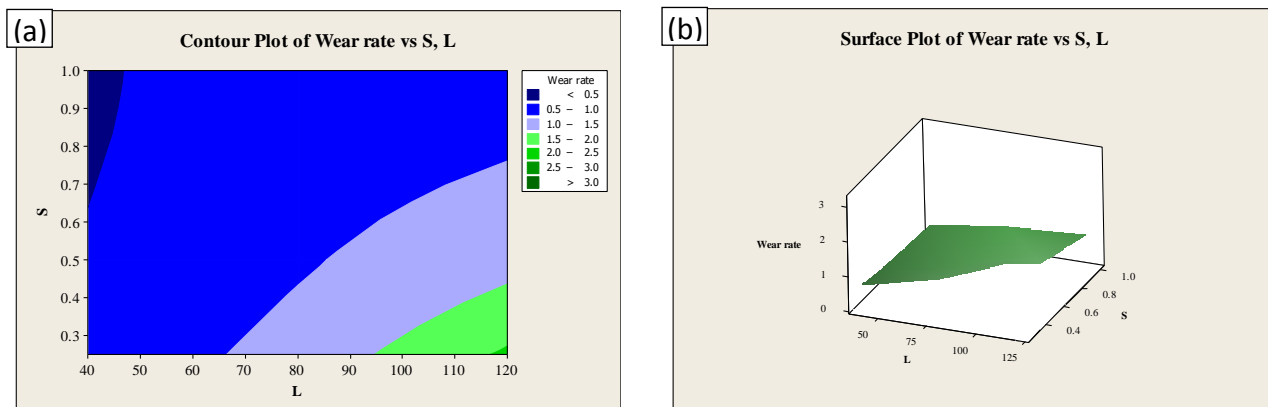 (a)
Contour Plot of Wear rate vs S, L
1.0
0.9
0.8
0.7
0.6
0.5
0.4
0.3
S
40 50 60 70 80 90 100 110 120
L
Wear rate
< 0.5
0.5 – 1.0
1.0 – 1.5
1.5 – 2.0
2.0 – 2.5
2.5 – 3.0
> 3.0
(b)
Surface Plot of Wear rate vs S, L
3
2
1
0
Wear rate
50 75 100 125
L
1.0
0.8
0.6
0.4
S